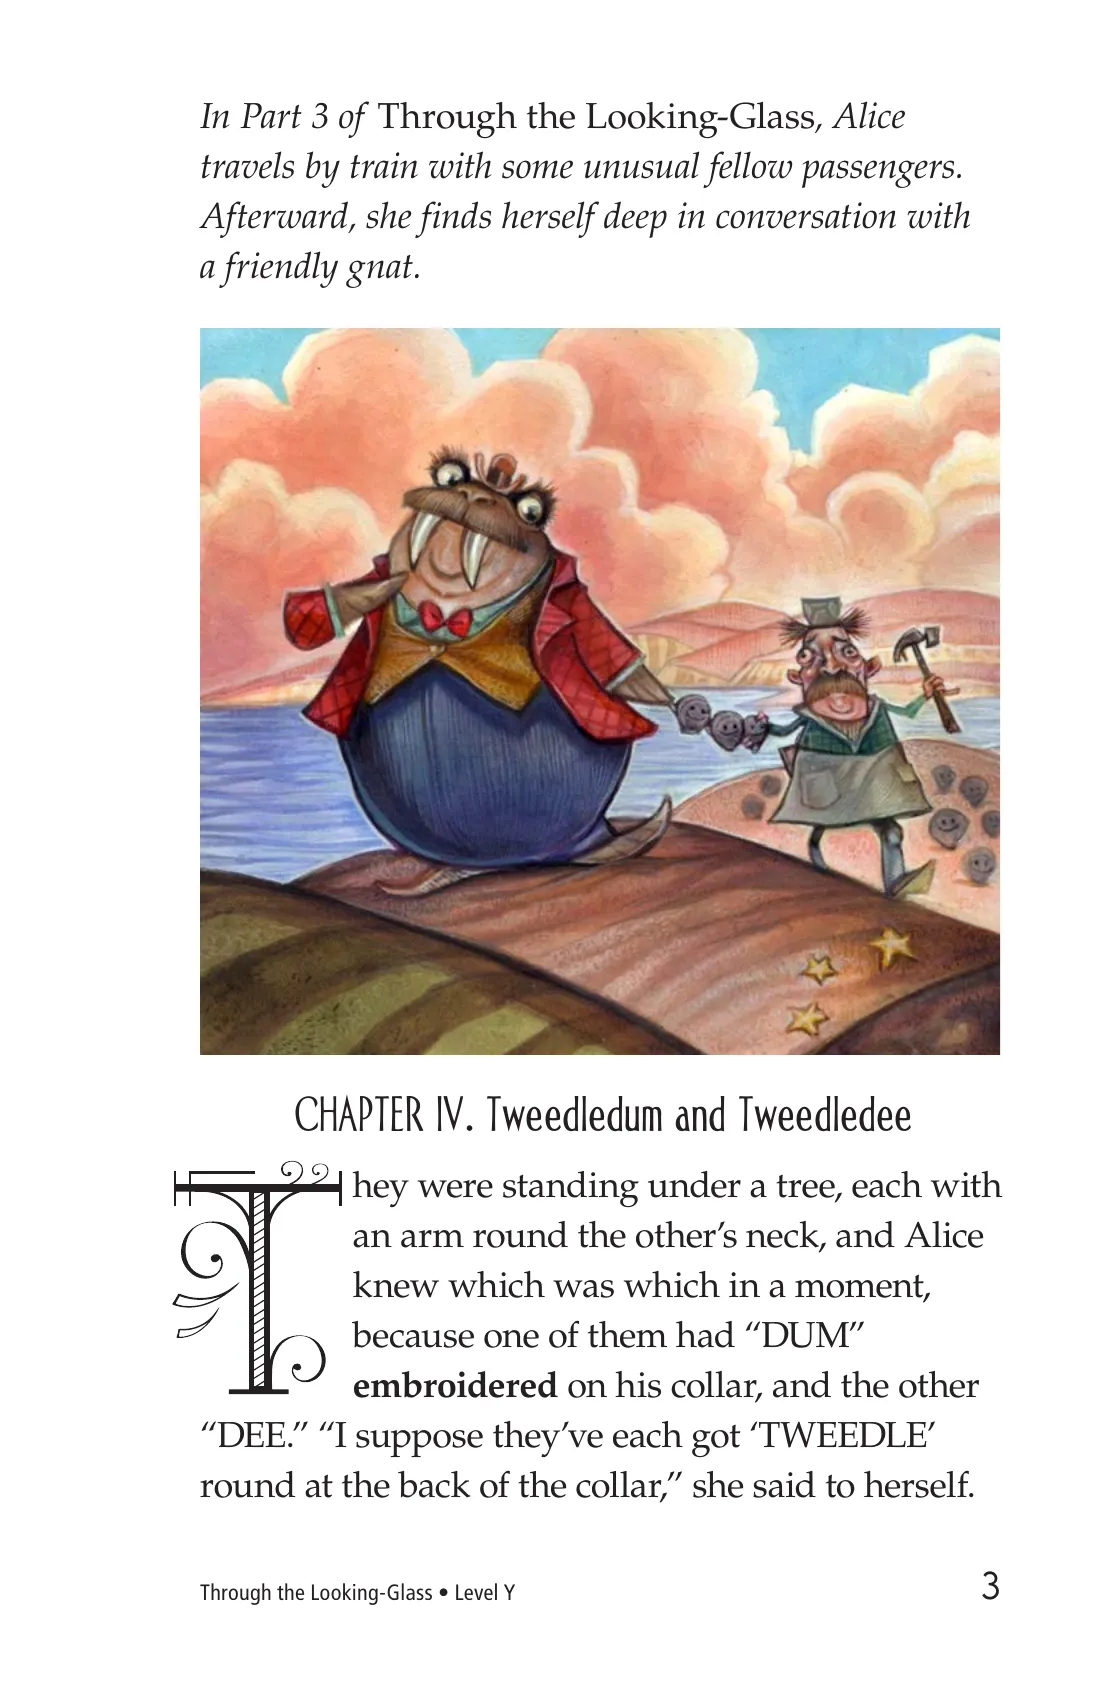 In Part 3 of Through the Looking-Glass, Alice
travels by train with some unusual fellow passengers.
Afterward, she finds herself deep in conversation with
a friendly gnat.
CHAPTER IV. Tweedledum and Tweedledee
They were standing under a tree, each with
an arm round the other’s neck, and Alice
knew which was which in a moment,
because one of them had “DUM”
embroidered on his collar, and the other
“DEE.” “I suppose they’ve each got ‘TWEEDLE’
round at the back of the collar,” she said to herself.
Through the Looking-Glass • Level Y
3